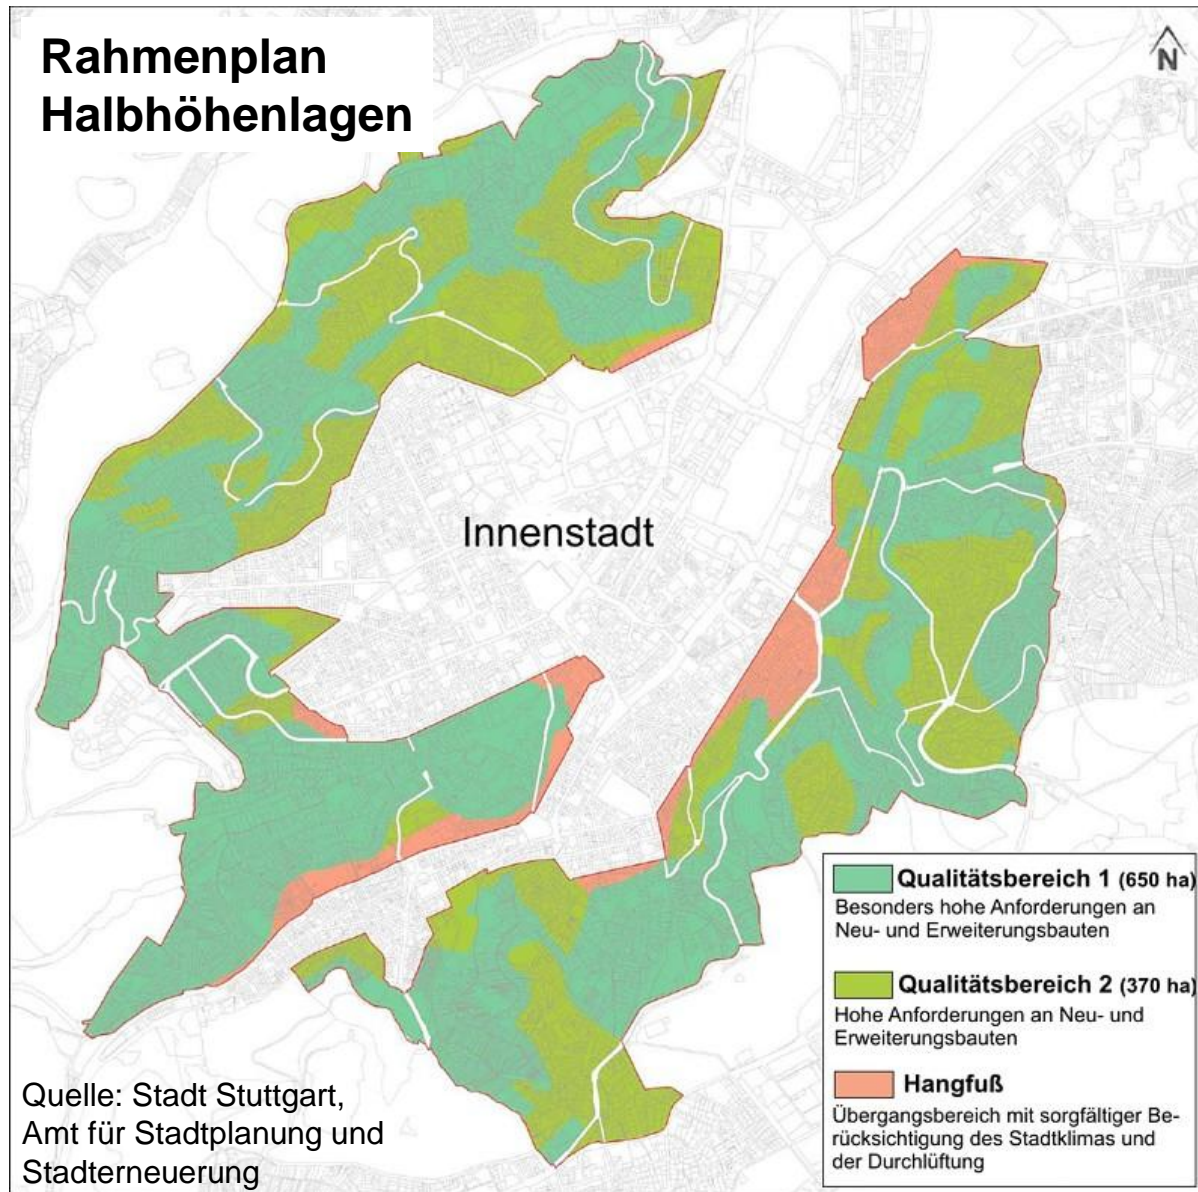 Rahmenplan
Halbhöhenlagen
N
Innenstadt
Qualitätsbereich 1 (650 ha)
Besonders hohe Anforderungen an
Neu- und Erweiterungsbauten
Qualitätsbereich 2 (370 ha)
Hohe Anforderungen an Neu- und
Erweiterungsbauten
Hangfuß
Übergangsbereich mit sorgfältiger Be-
rücksichtigung des Stadtklimas und
der Durchlüftung
Quelle: Stadt Stuttgart,
Amt für Stadtplanung und
Stadterneuerung